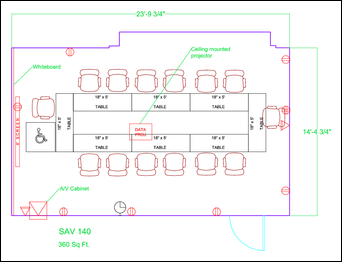 23'-9 3/4"
Ceiling mounted
projector
Whiteboard
18" x 5'
TABLE
18" x 5'
TABLE
18" x 5'
TABLE
18" x 5'
TABLE
18" x 5'
TABLE
DATA
PROJ
14'-4 3/4"
18" x 5'
TABLE
18" x 5'
TABLE
18" x 5'
TABLE
A/V Cabinet
SAV 140
360 Sq Ft.